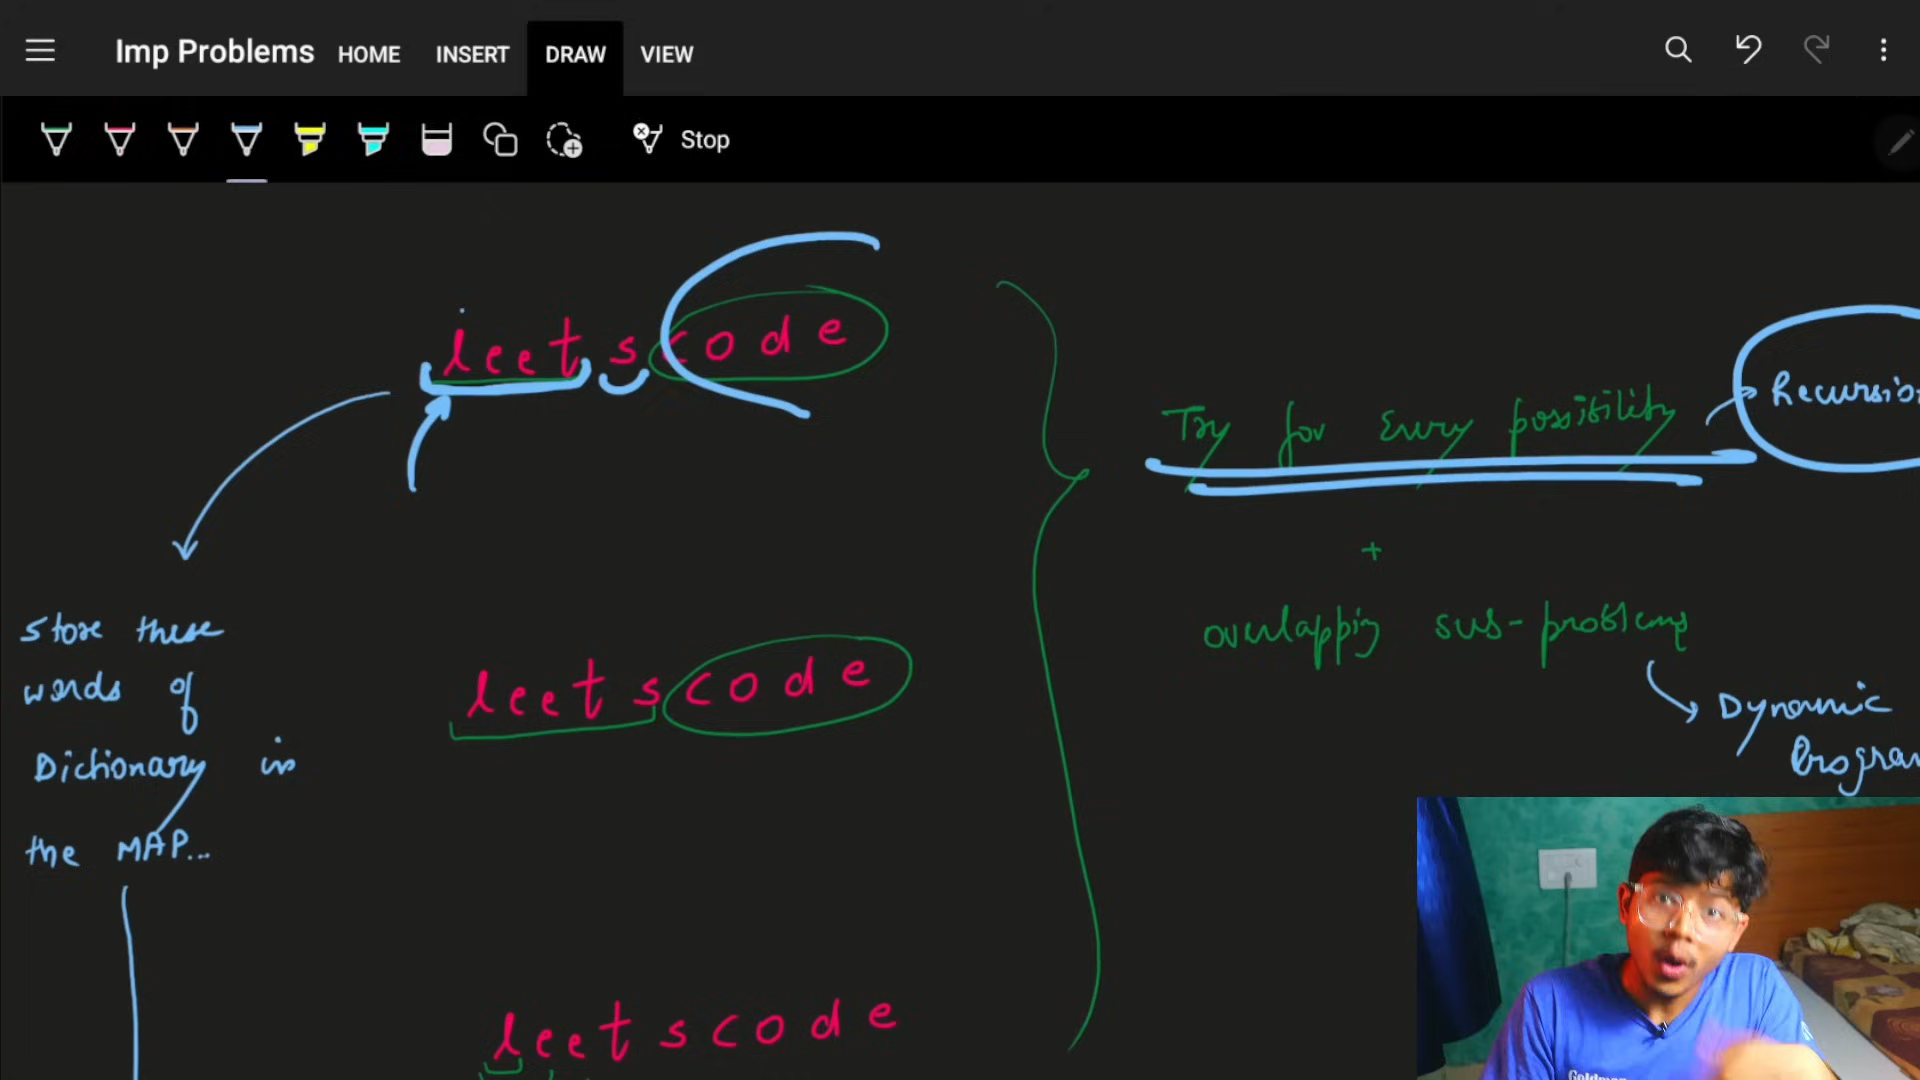 Imp Problems HOME INSERT DRAW VIEW
Stop
leetscode
Try for Every possibility
Recursio
+
overlapping sub-problems
Dynamic
Program
Store these
words of
Dictionary in
the MAP...
leetscode
leetscode
Goldman